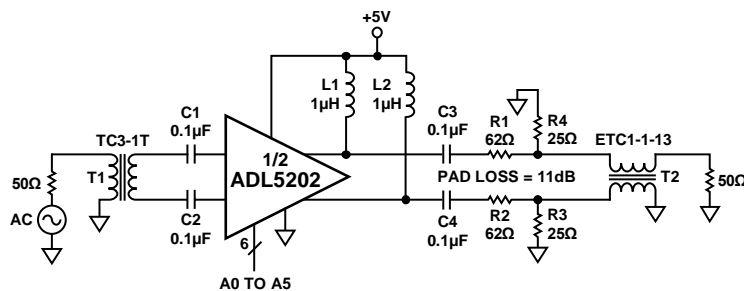 +5V
L1
1µH
L2
1µH
C1
0.1µF
C3
0.1µF
R1
62Ω
R4
25Ω
ETC1-1-13
TC3-1T
T1
50Ω
AC
1/2
ADL5202
PAD LOSS = 11dB
T2
50Ω
C2
0.1µF
C4
0.1µF
R2
62Ω
R3
25Ω
6
A0 TO A5